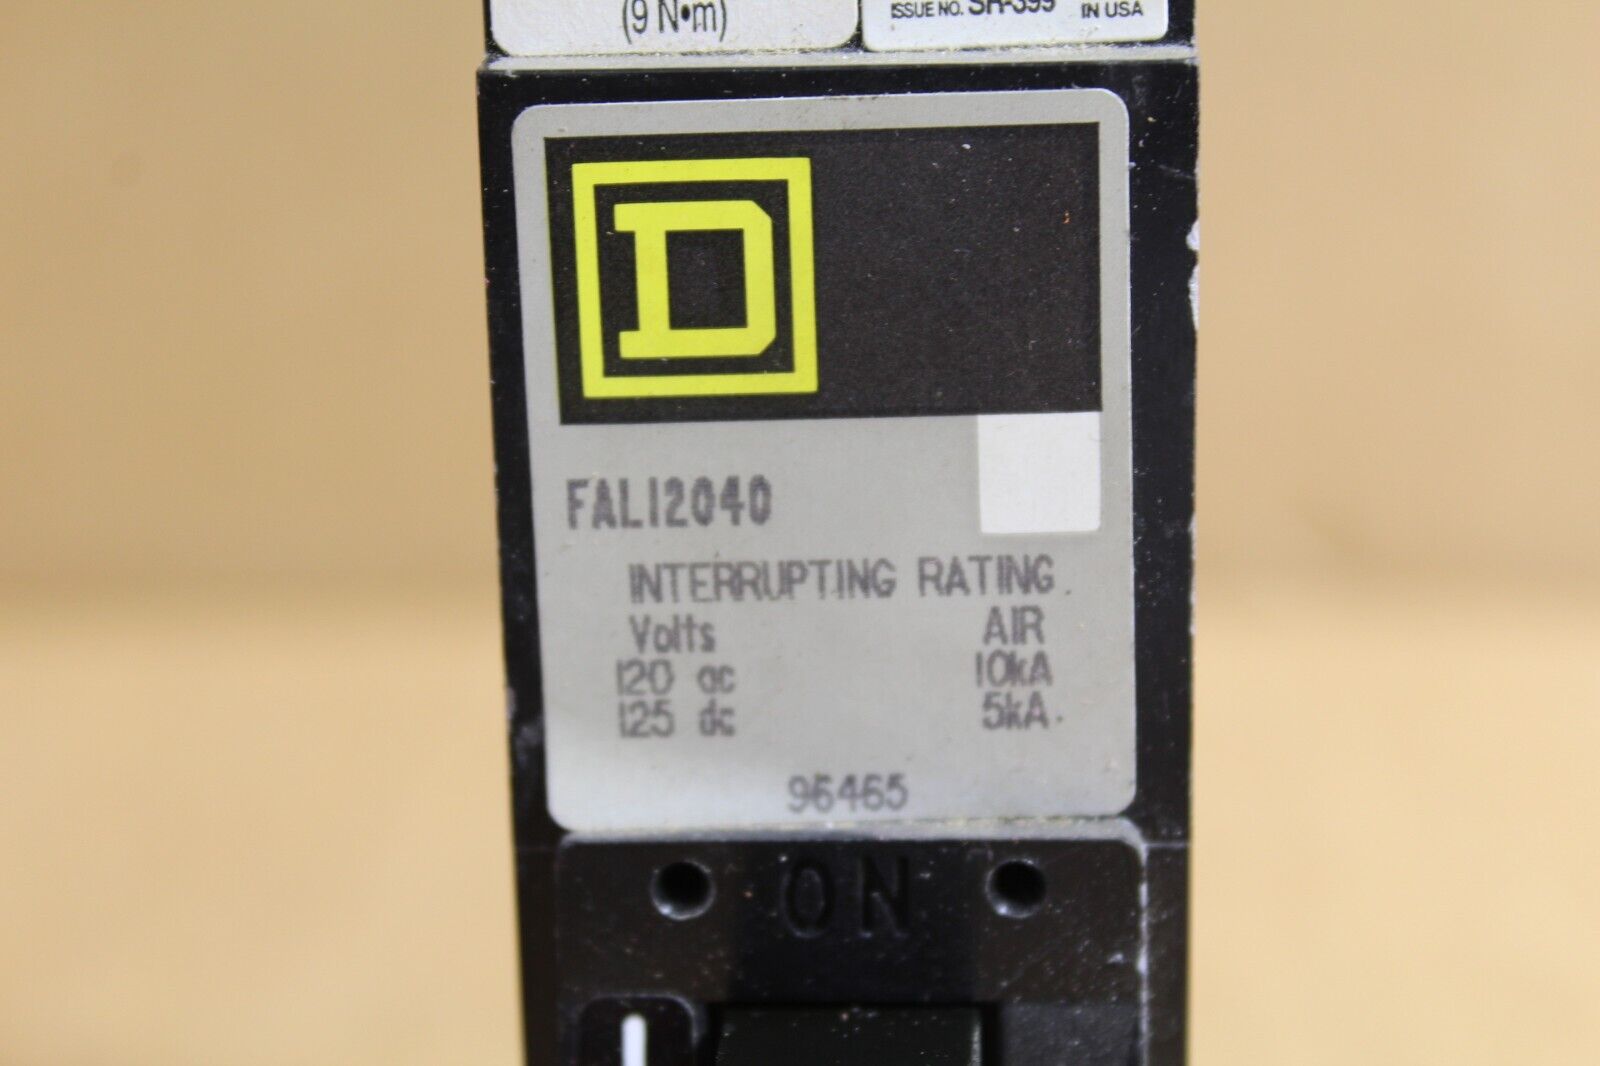 (9 N•m)
ISSUE NO. SH-399 IN USA
D
FAL12040
INTERRUPTING RATING
Volts AIR
120 ac 10kA
125 dc 5kA
96465
ON